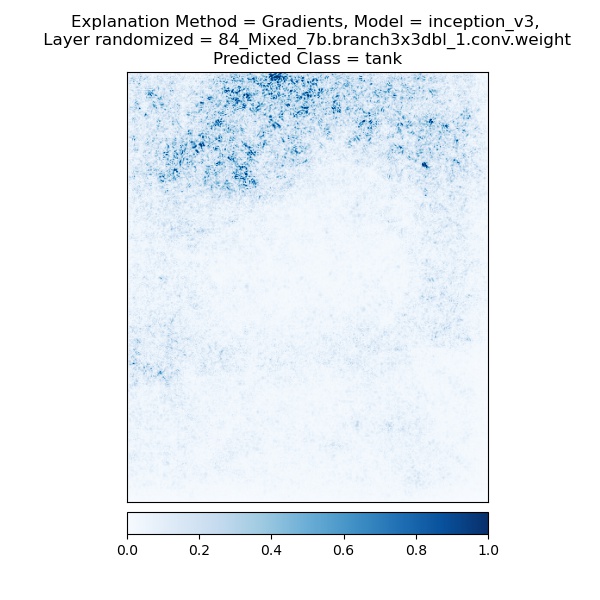 Explanation Method = Gradients, Model = inception_v3,
Layer randomized = 84_Mixed_7b.branch3x3dbl_1.conv.weight
Predicted Class = tank
0.0 0.2 0.4 0.6 0.8 1.0